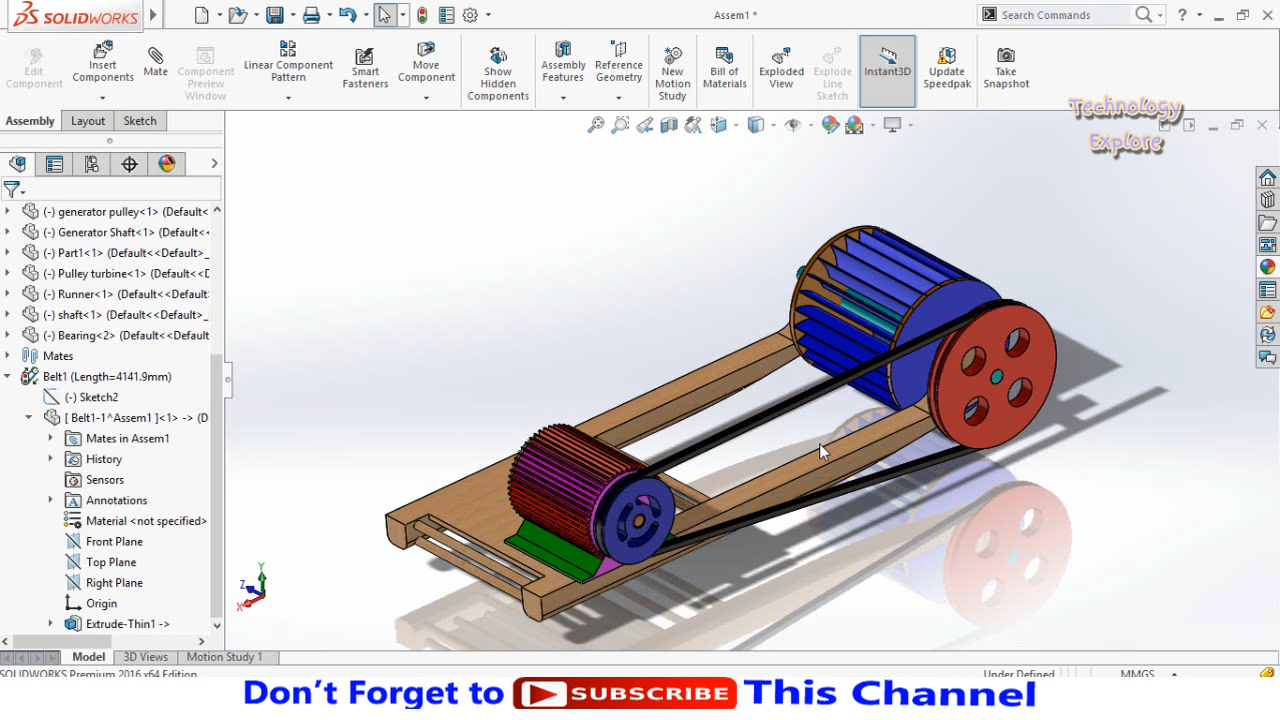 SOLIDWORKS
Assem1 *
Search Commands
?
Edit
Component
Insert
Components
Mate
Component
Preview
Window
Linear Component
Pattern
Smart
Fasteners
Move
Component
Show
Hidden
Components
Assembly
Features
Reference
Geometry
New
Motion
Study
Bill of
Materials
Exploded
View
Explode
Line
Sketch
Instant3D
Update
Speedpak
Take
Snapshot
Technology
Explore
Assembly
Layout
Sketch
(-) generator pulley<1> (Default<
(-) Generator Shaft<1> (Default<
(-) Part1<1> (Default<<Default>_
(-) Pulley turbine<1> (Default<<D
(-) Runner<1> (Default<<Default
(-) shaft<1> (Default<<Default>_
(-) Bearing<2> (Default<<Default
Mates
Belt1 (Length=4141.9mm)
(-) Sketch2
[ Belt1-1^Assem1 ]<1> -> (D
Mates in Assem1
History
Sensors
Annotations
Material <not specified>
Front Plane
Top Plane
Right Plane
Origin
Extrude-Thin1 ->
Y
Z
X
Model
3D Views
Motion Study 1
SOLIDWORKS Premium 2016 x64 Edition
Under Defined
MMGS
Don't Forget to SUBSCRIBE This Channel